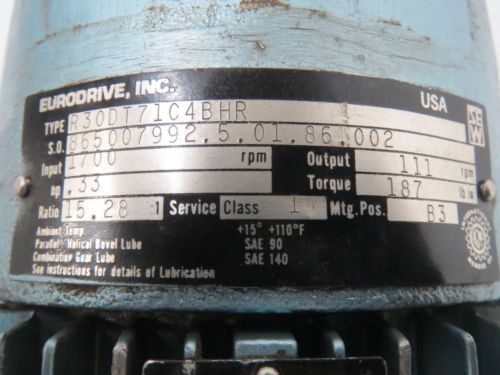 EURODRIVE, INC. USA
TYPE R30DT71C4BHR
S.O. 865007992.5.01.86.002 SEW
Input 1700 rpm Output 111 rpm
hp .33 Torque 187 lb in
Ratio 15.28 :1 Service Class 1 Mtg. Pos. B3
Ambient Temp. +15° +110°F
Parallel/Helical Bevel Lube SAE 90
Combination Gear Lube SAE 140
See instructions for details of Lubrication